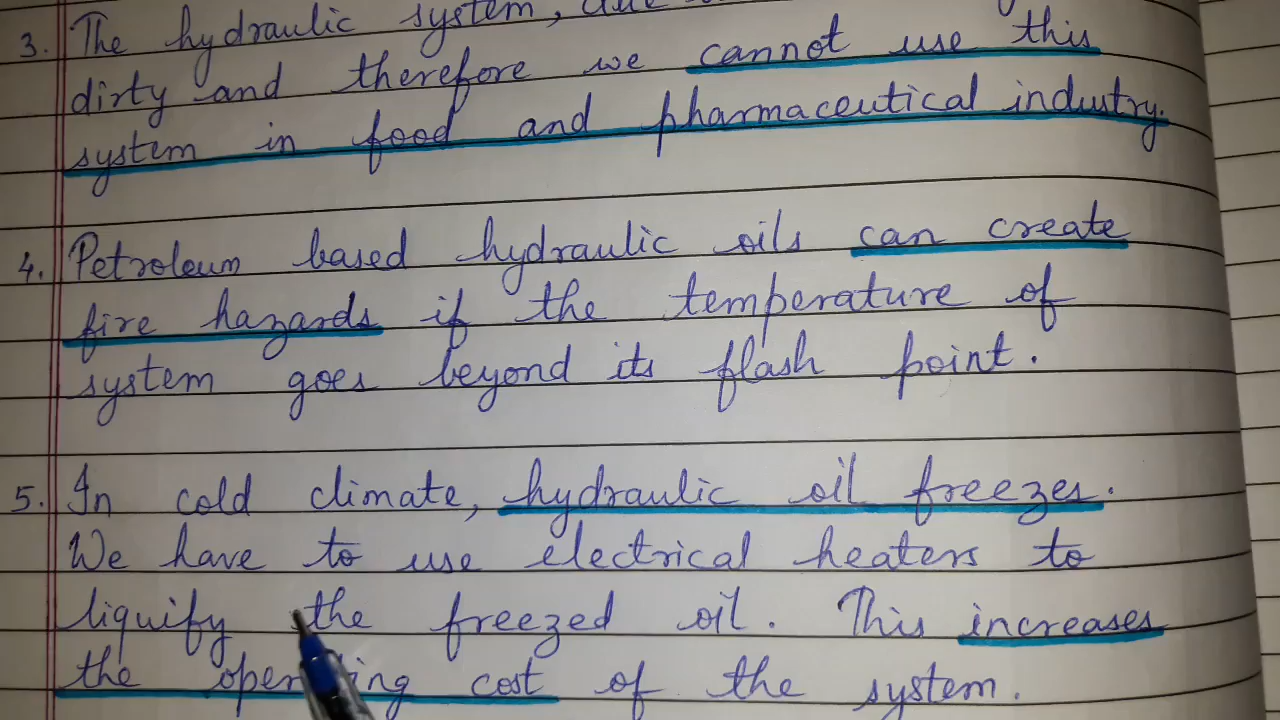 3. The hydraulic system, due
dirty and therefore we cannot use this
system in food and pharmaceutical industry.
4. Petroleum based hydraulic oils can create
fire hazards if the temperature of
system goes beyond its flash point.
5. In cold climate, hydraulic oil freezes.
We have to use electrical heaters to
liquify the freezed oil. This increases
the operating cost of the system.